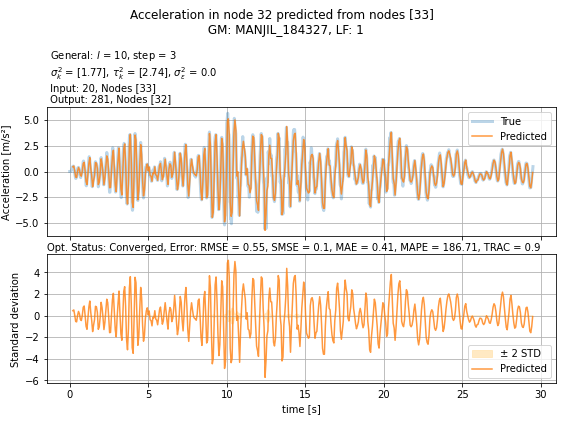 Acceleration in node 32 predicted from nodes [33]
GM: MANJIL_184327, LF: 1
General: l = 10, step = 3
σ²ₖ = [1.77], τ²ₖ = [2.74], σ²ε = 0.0
Input: 20, Nodes [33]
Output: 281, Nodes [32]
Acceleration [m/s²]
5.0
2.5
0.0
−2.5
−5.0
True
Predicted
Opt. Status: Converged, Error: RMSE = 0.55, SMSE = 0.1, MAE = 0.41, MAPE = 186.71, TRAC = 0.9
Standard deviation
4
2
0
−2
−4
−6
± 2 STD
Predicted
0 5 10 15 20 25 30
time [s]